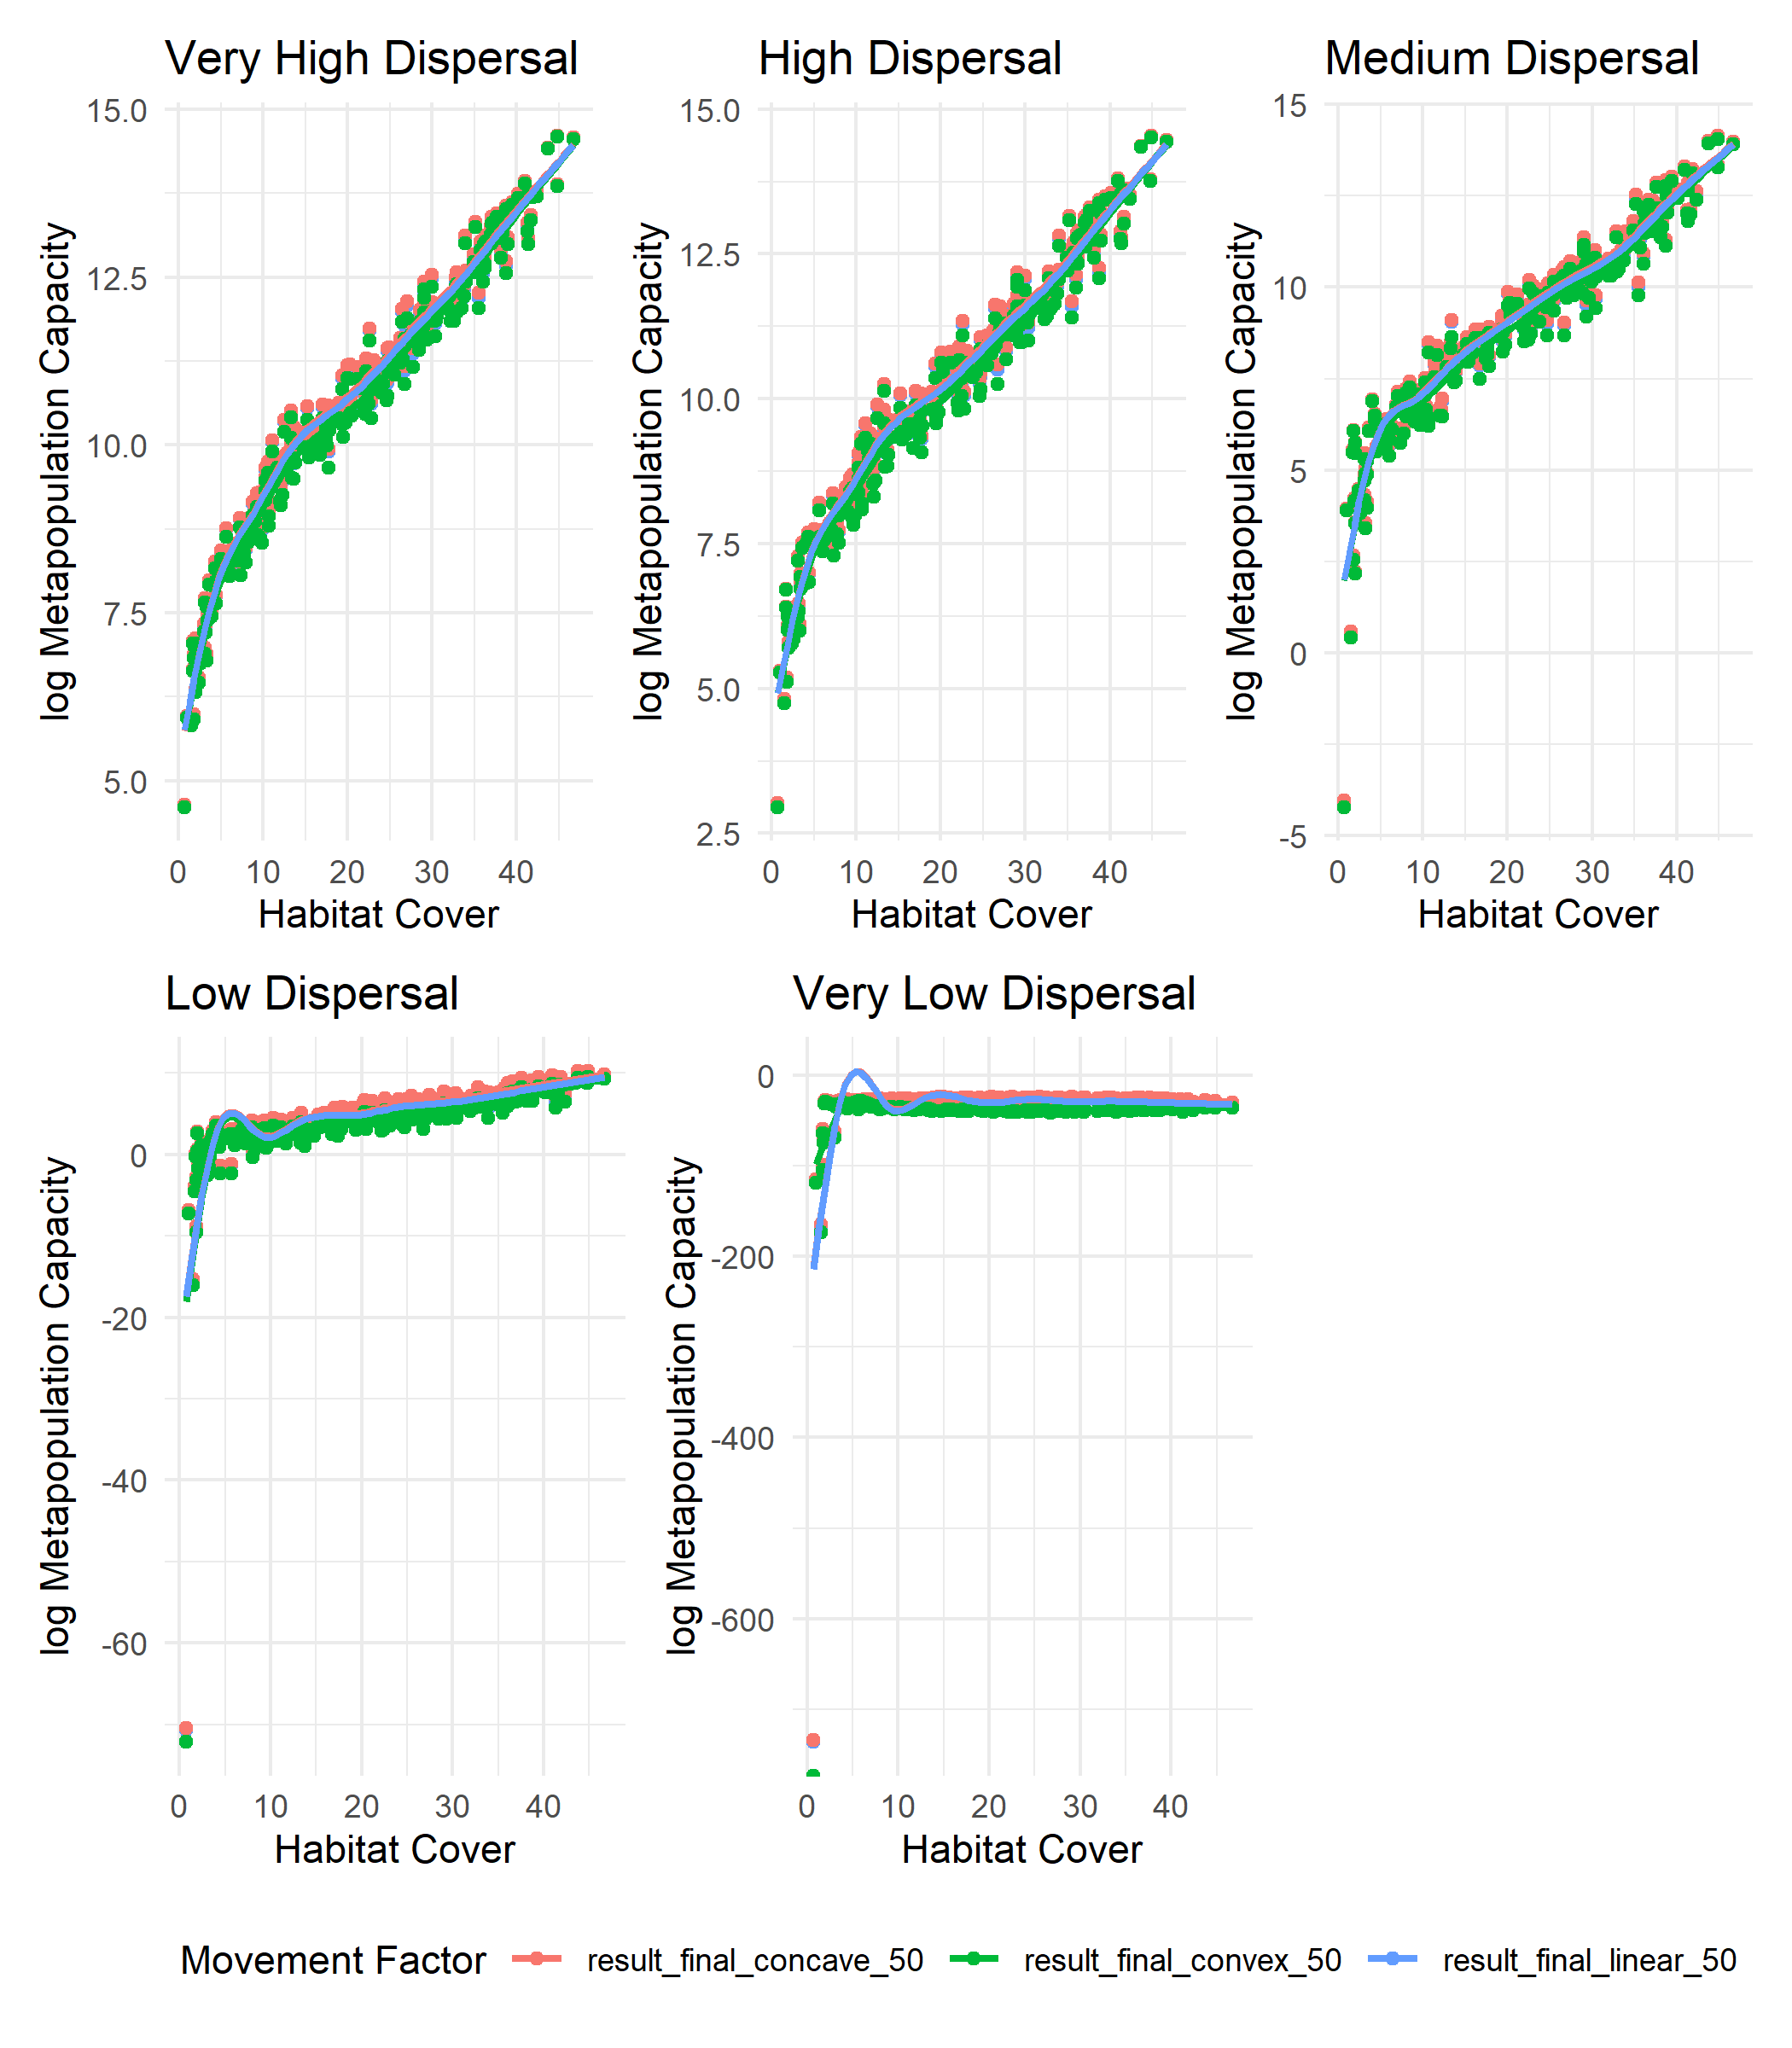 Very High Dispersal
High Dispersal
Medium Dispersal
log Metapopulation Capacity
15.0
12.5
10.0
7.5
5.0
0 10 20 30 40
Habitat Cover
log Metapopulation Capacity
15.0
12.5
10.0
7.5
5.0
2.5
0 10 20 30 40
Habitat Cover
log Metapopulation Capacity
15
10
5
0
-5
0 10 20 30 40
Habitat Cover
Low Dispersal
Very Low Dispersal
log Metapopulation Capacity
0
-20
-40
-60
0 10 20 30 40
Habitat Cover
log Metapopulation Capacity
0
-200
-400
-600
0 10 20 30 40
Habitat Cover
Movement Factor result_final_concave_50 result_final_convex_50 result_final_linear_50